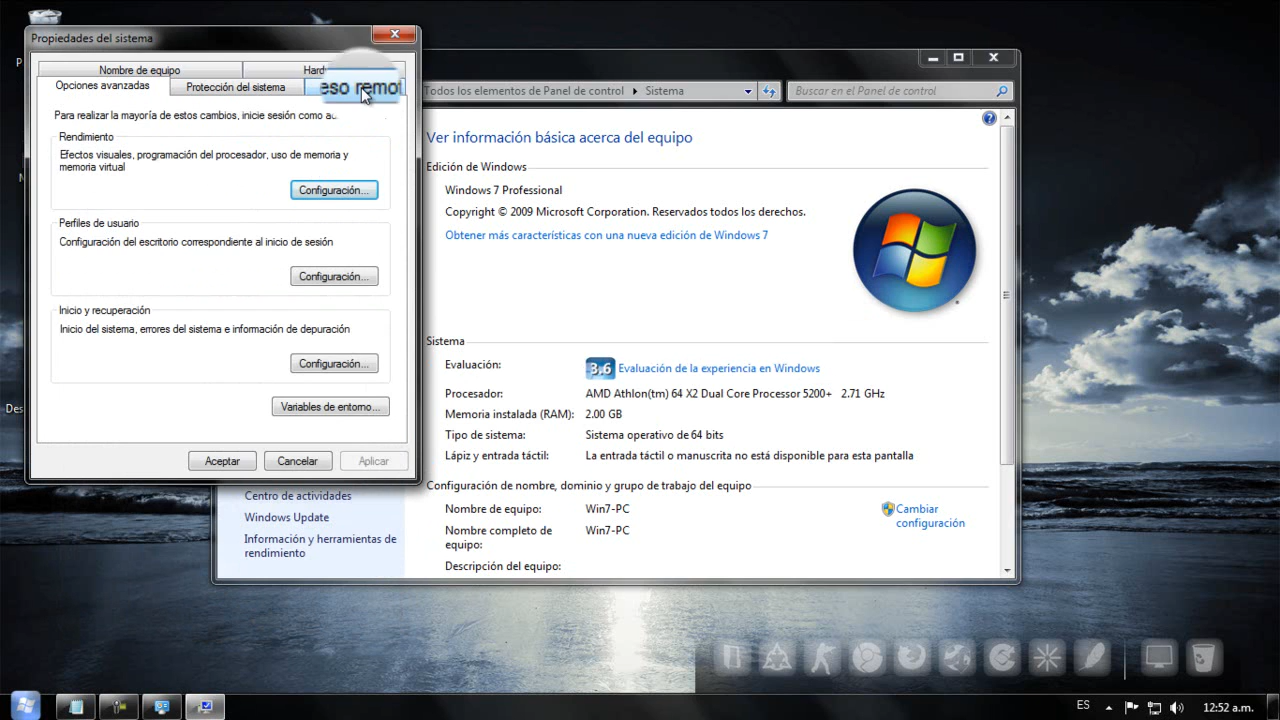 Propiedades del sistema
Nombre de equipo
Opciones avanzadas
Protección del sistema
Para realizar la mayoría de estos cambios, inicie sesión como
Rendimiento
Efectos visuales, programación del procesador, uso de memoria y
memoria virtual
Configuración...
Perfiles de usuario
Configuración del escritorio correspondiente al inicio de sesión
Configuración...
Inicio y recuperación
Inicio del sistema, errores del sistema e información de depuración
Configuración...
Variables de entorno...
Aceptar Cancelar Aplicar
Todos los elementos de Panel de control Sistema
Buscar en el Panel de control
Ver información básica acerca del equipo
Edición de Windows
Windows 7 Professional
Copyright © 2009 Microsoft Corporation. Reservados todos los derechos.
Obtener más características con una nueva edición de Windows 7
Sistema
Evaluación: 3.6 Evaluación de la experiencia en Windows
Procesador: AMD Athlon(tm) 64 X2 Dual Core Processor 5200+ 2.71 GHz
Memoria instalada (RAM): 2.00 GB
Tipo de sistema: Sistema operativo de 64 bits
Lápiz y entrada táctil: La entrada táctil o manuscrita no está disponible para esta pantalla
Configuración de nombre, dominio y grupo de trabajo del equipo
Nombre de equipo: Win7-PC
Cambiar
configuración
Nombre completo de
equipo:
Win7-PC
Descripción del equipo:
Centro de actividades
Windows Update
Información y herramientas de
rendimiento
ES
12:52 a.m.